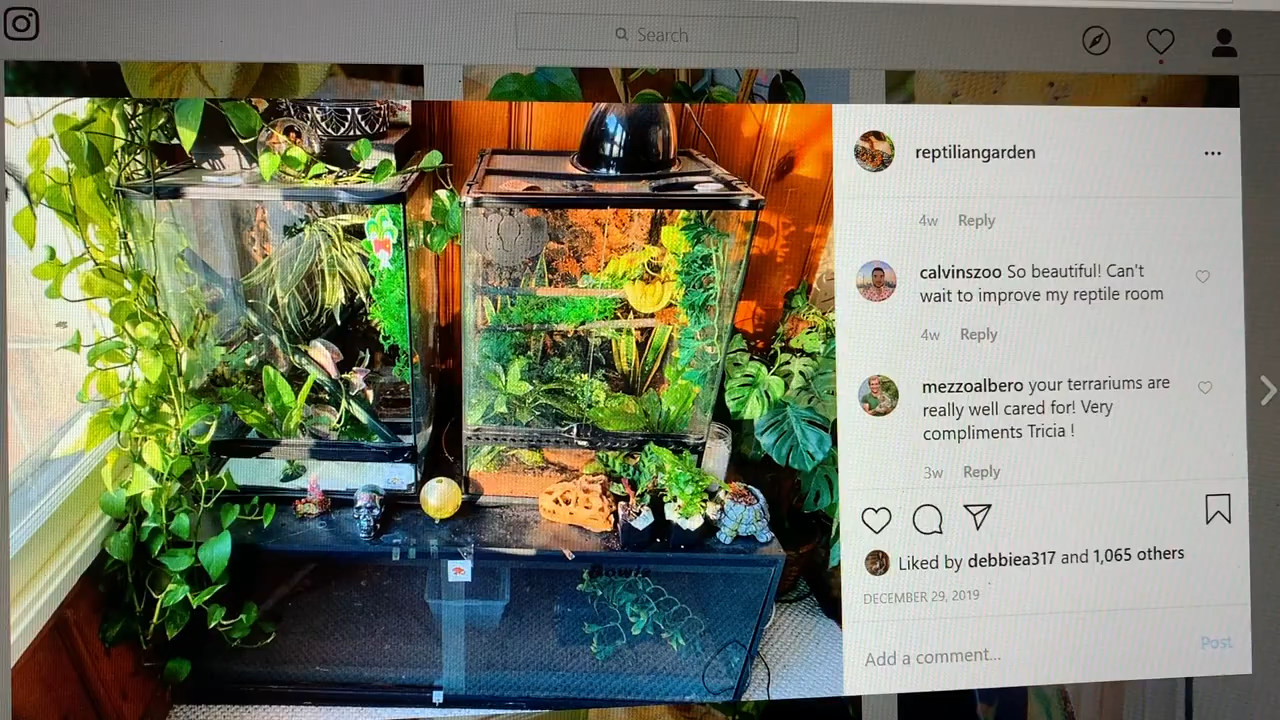 Search
reptiliangarden
...
4w Reply
calvinszoo So beautiful! Can't
wait to improve my reptile room
4w Reply
mezzoalbero your terrariums are
really well cared for! Very
compliments Tricia !
3w Reply
Liked by debbiea317 and 1,065 others
DECEMBER 29, 2019
Add a comment...
Post
Bowie